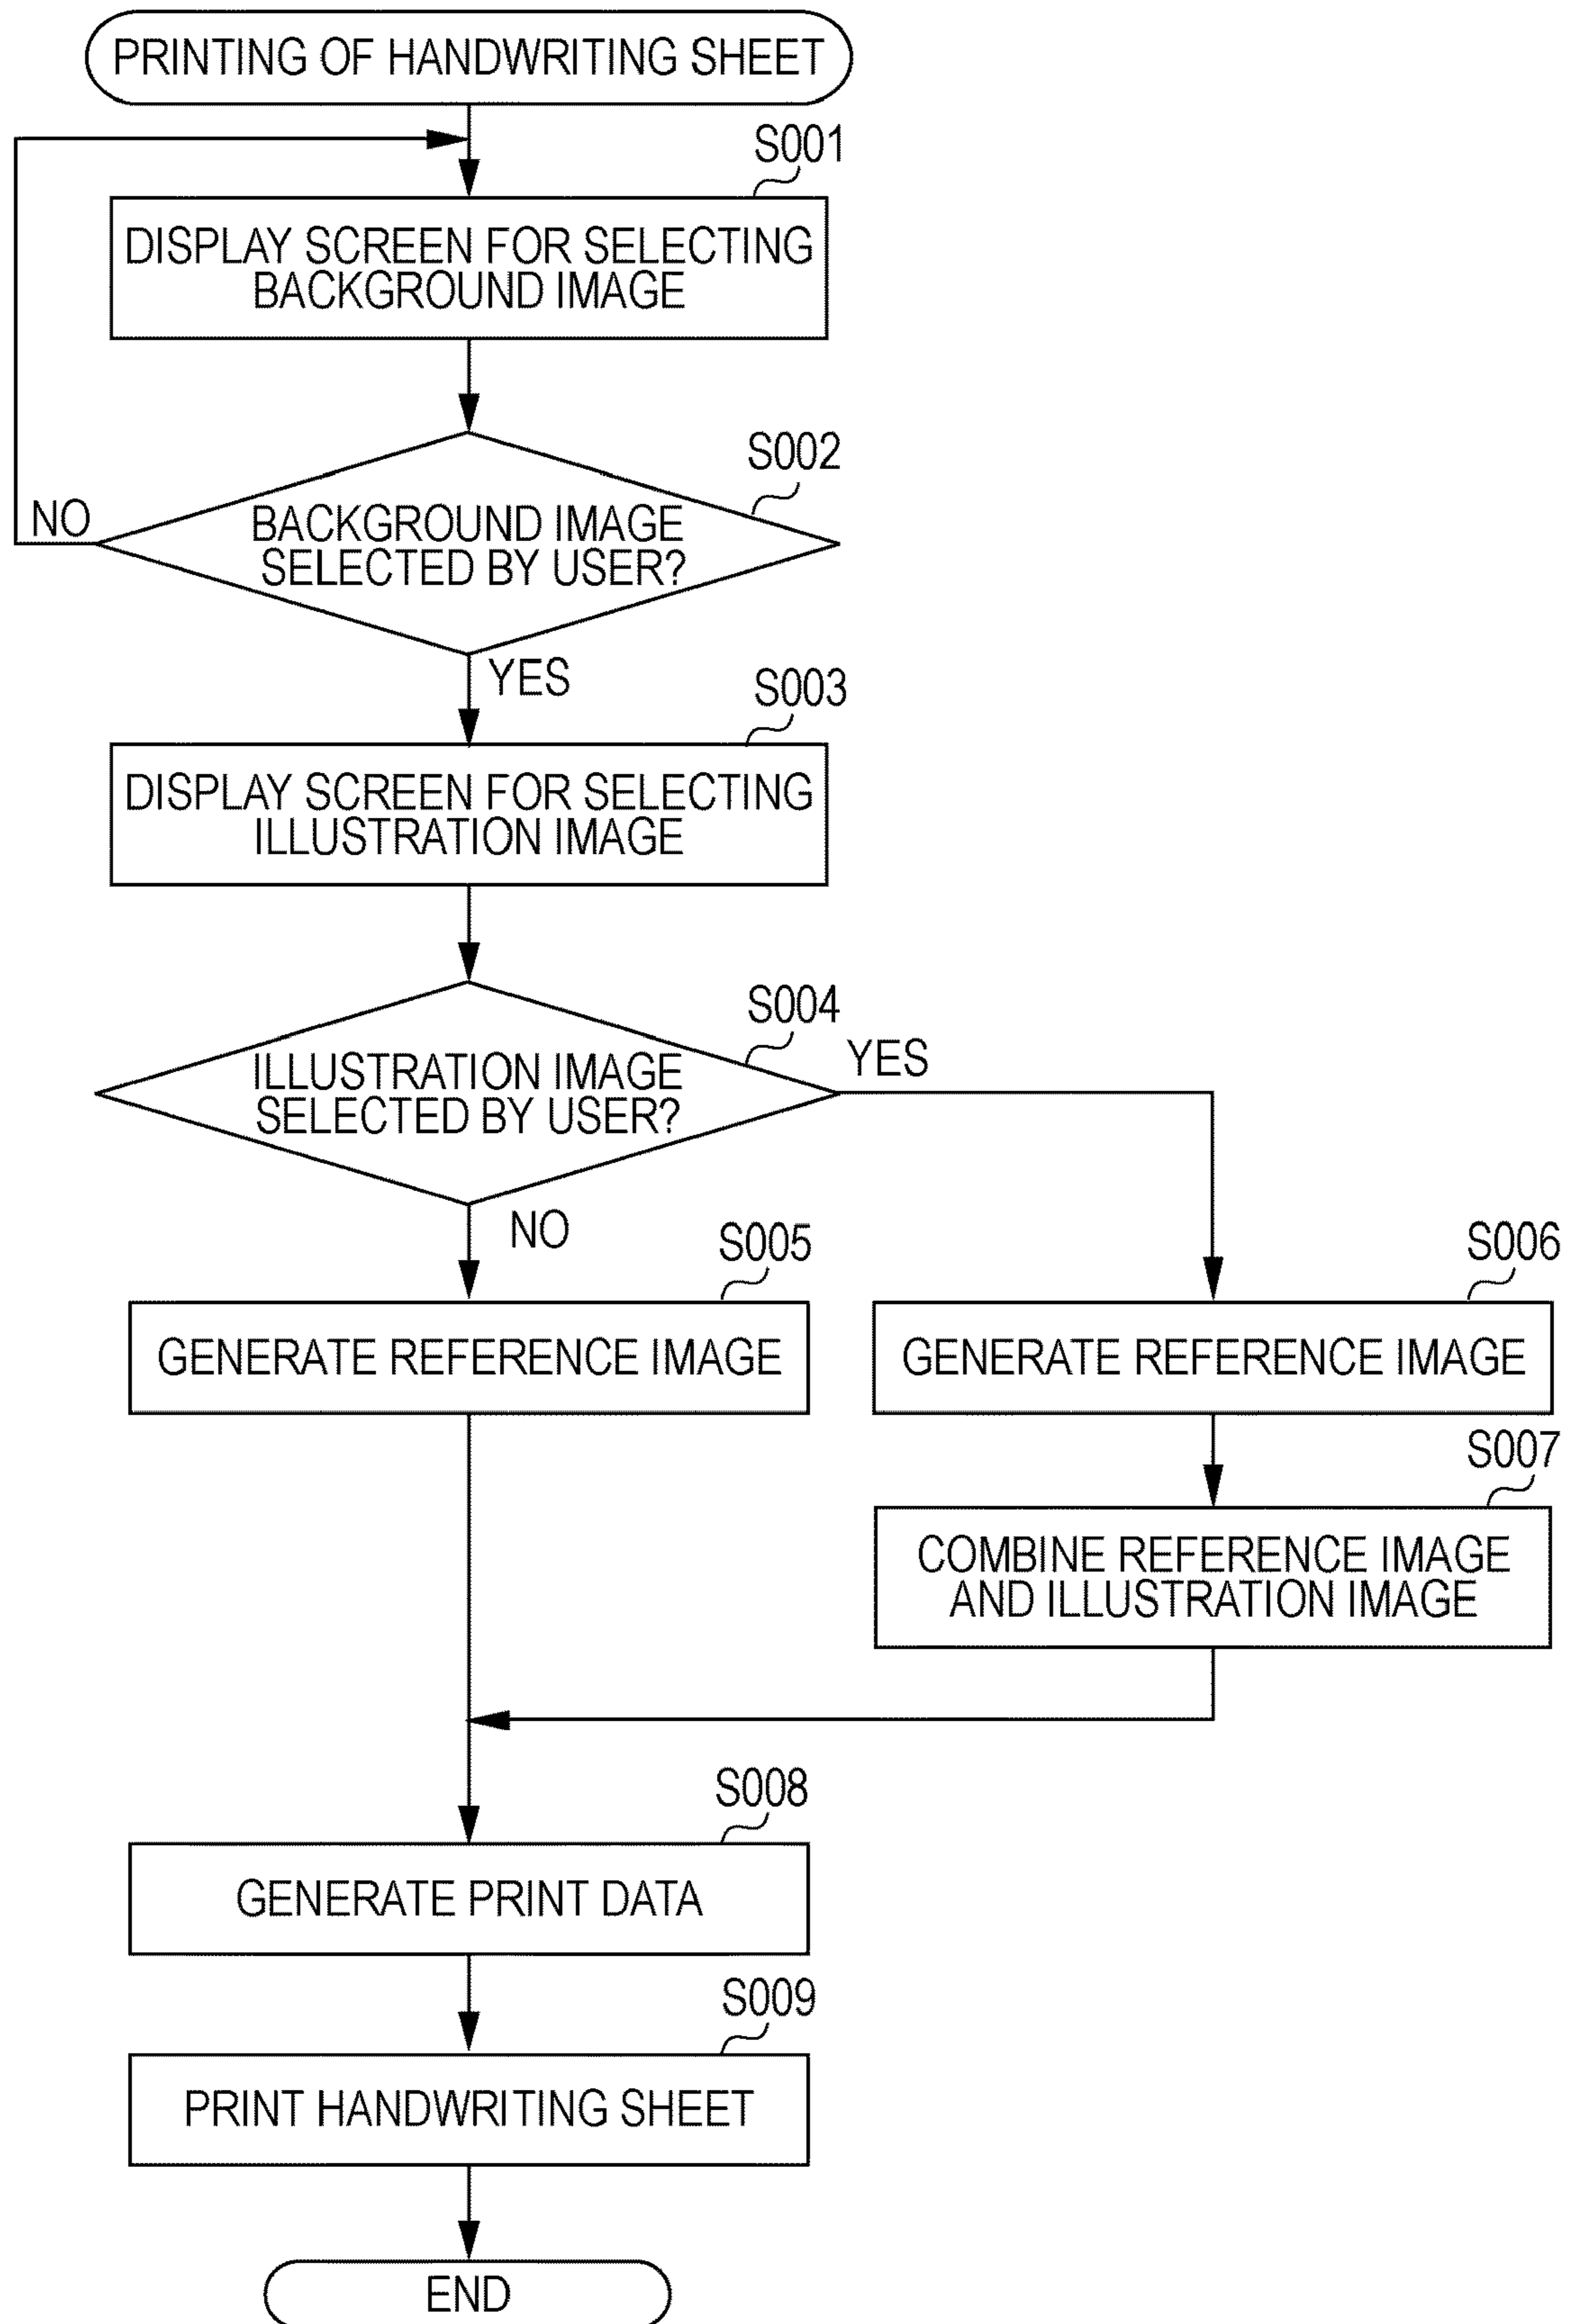 PRINTING OF HANDWRITING SHEET
S001
DISPLAY SCREEN FOR SELECTING
BACKGROUND IMAGE
S002
NO
BACKGROUND IMAGE
SELECTED BY USER?
YES
S003
DISPLAY SCREEN FOR SELECTING
ILLUSTRATION IMAGE
S004
YES
ILLUSTRATION IMAGE
SELECTED BY USER?
NO
S005
GENERATE REFERENCE IMAGE
S006
GENERATE REFERENCE IMAGE
S007
COMBINE REFERENCE IMAGE
AND ILLUSTRATION IMAGE
S008
GENERATE PRINT DATA
S009
PRINT HANDWRITING SHEET
END